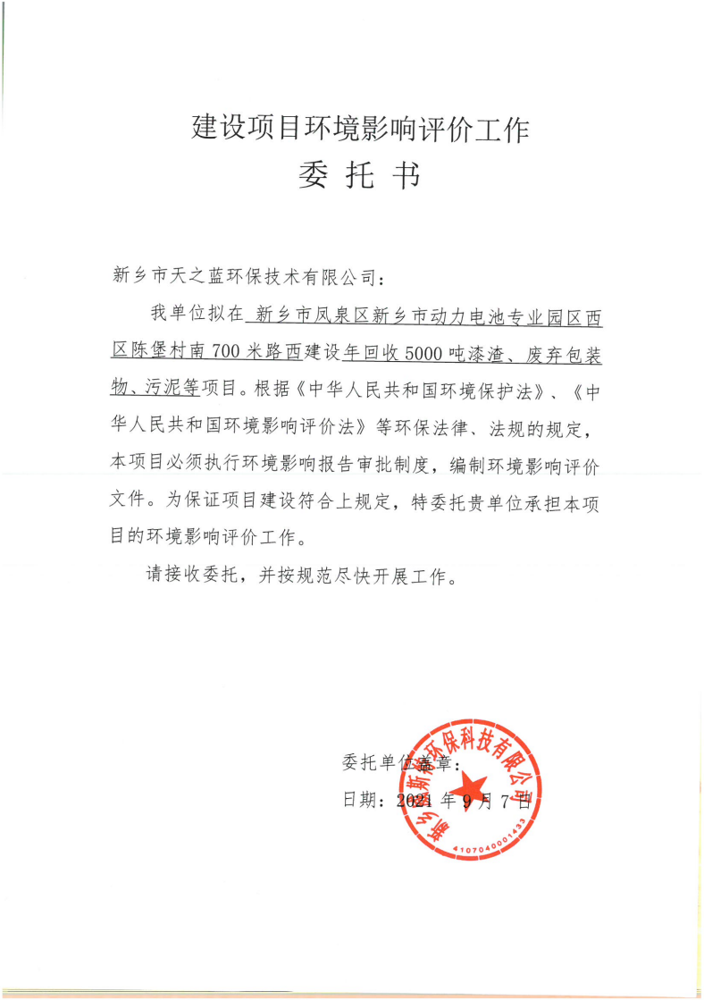 建设项目环境影响评价工作
委 托 书
新乡市天之蓝环保技术有限公司：
我单位拟在 新乡市凤泉区新乡市动力电池专业园区西
区陈堡村南 700 米路西建设年回收 5000 吨漆渣、废弃包装
物、污泥等项目。根据《中华人民共和国环境保护法》、《中
华人民共和国环境影响评价法》等环保法律、法规的规定，
本项目必须执行环境影响报告审批制度，编制环境影响评价
文件。为保证项目建设符合上规定，特委托贵单位承担本项
目的环境影响评价工作。
请接收委托，并按规范尽快开展工作。
委托单位盖章：
日期：2021 年 9 月 7 日
新乡 斯 环保科技有限公司
4107040001433